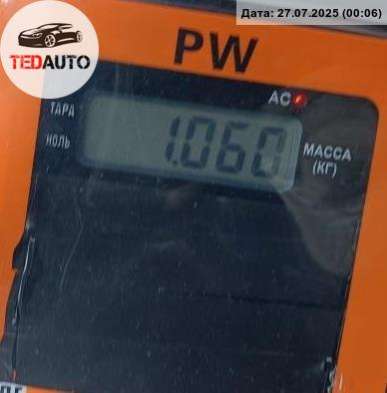 Дата: 27.07.2025 (00:06)
TEDAUTO
PW
AC
ТАРА
НОЛЬ
1.060
МАССА
(КГ)